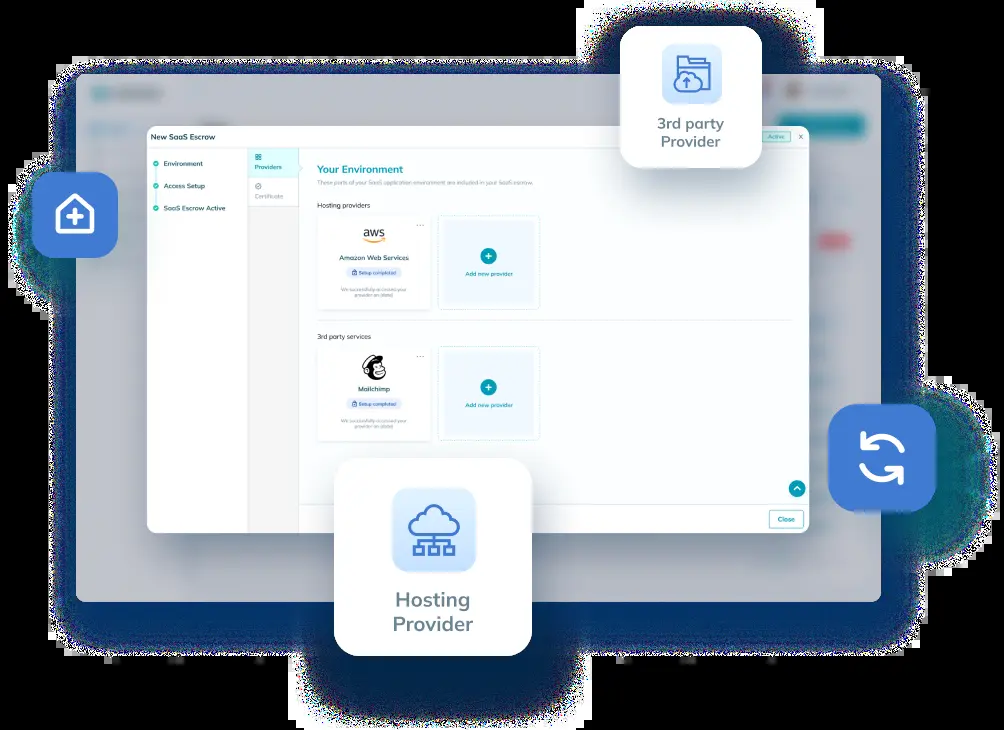 3rd party
Provider
New SaaS Escrow
Active
Environment
Access Setup
SaaS Escrow Active
Providers
Certificate
Your Environment
These parts of your SaaS application environment are included in your SaaS escrow.
Hosting providers
aws
Amazon Web Services
Setup completed
We successfully accessed your
provider on [date]
Add new provider
3rd party services
Mailchimp
Setup completed
We successfully accessed your
provider on [date]
Add new provider
Close
Hosting
Provider